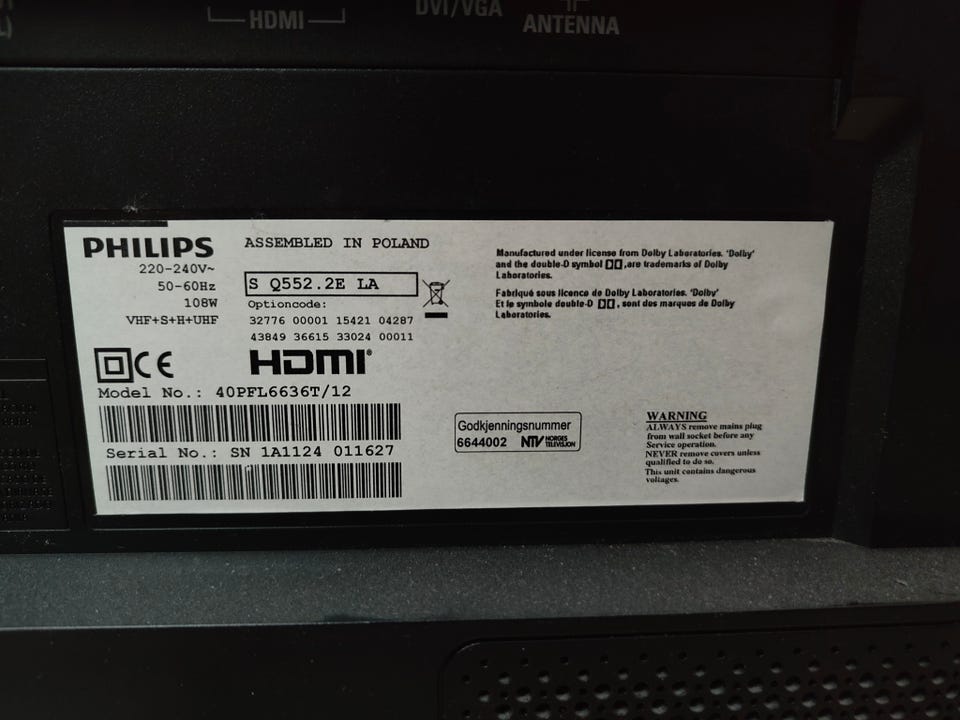 HDMI
DVI/VGA
ANTENNA
PHILIPS
220-240V~
50-60Hz
108W
VHF+S+H+UHF
CE
ASSEMBLED IN POLAND
S Q552.2E LA
Optioncode:
32776 00001 15421 04287
43849 36615 33024 00011
HDMI®
Model No.: 40PFL6636T/12
Serial No.: SN 1A1124 011627
Manufactured under license from Dolby Laboratories. 'Dolby'
and the double-D symbol ,are trademarks of Dolby
Laboratories.
Fabriqué sous licence de Dolby Laboratories. 'Dolby'
Et le symbole double-D , sont dos marques de Dolby
Laboratories.
Godkjenningsnummer
6644002 NTV NORGES
TELEVISION
WARNING
ALWAYS remove mains plug
from wall socket before any
Service operation.
NEVER remove covers unless
qualified to do so.
This unit contains dangerous
voltages.